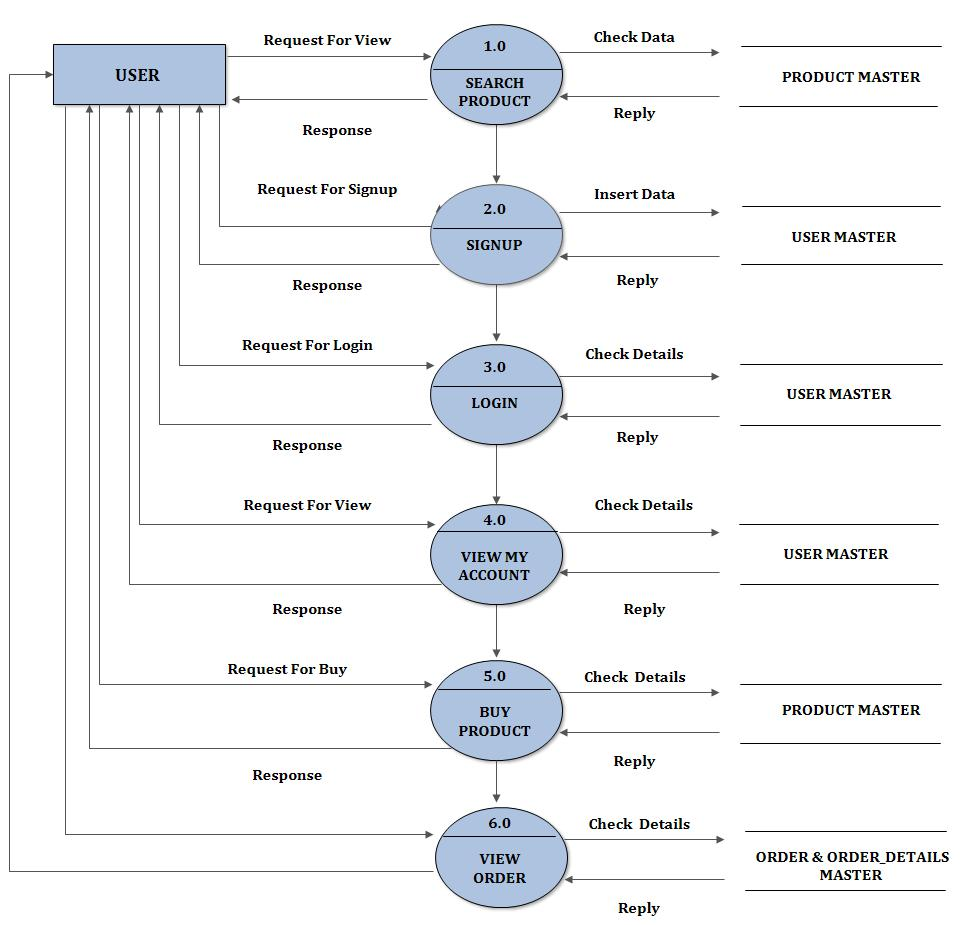 Request For View
1.0
Check Data
USER
SEARCH
PRODUCT
PRODUCT MASTER
Response
Reply
Request For Signup
2.0
Insert Data
SIGNUP
USER MASTER
Response
Reply
Request For Login
3.0
Check Details
LOGIN
USER MASTER
Response
Reply
Request For View
4.0
Check Details
VIEW MY
ACCOUNT
USER MASTER
Response
Reply
Request For Buy
5.0
Check Details
BUY
PRODUCT
PRODUCT MASTER
Response
Reply
6.0
Check Details
VIEW
ORDER
ORDER & ORDER_DETAILS
MASTER
Reply